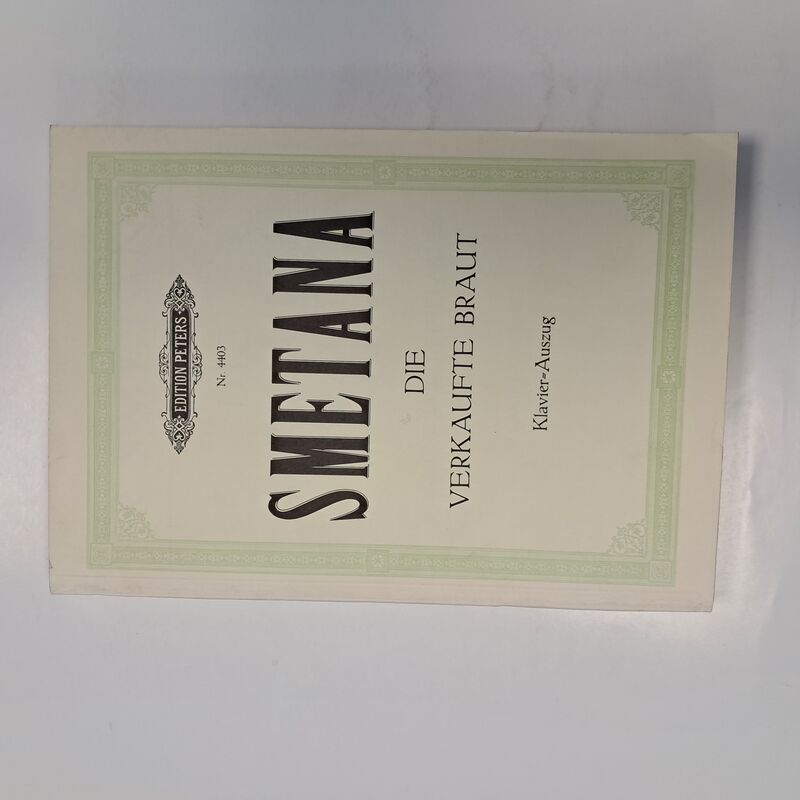 EDITION PETERS
Nr. 4403
SMETANA
DIE
VERKAUFTE BRAUT
Klavier=Auszug